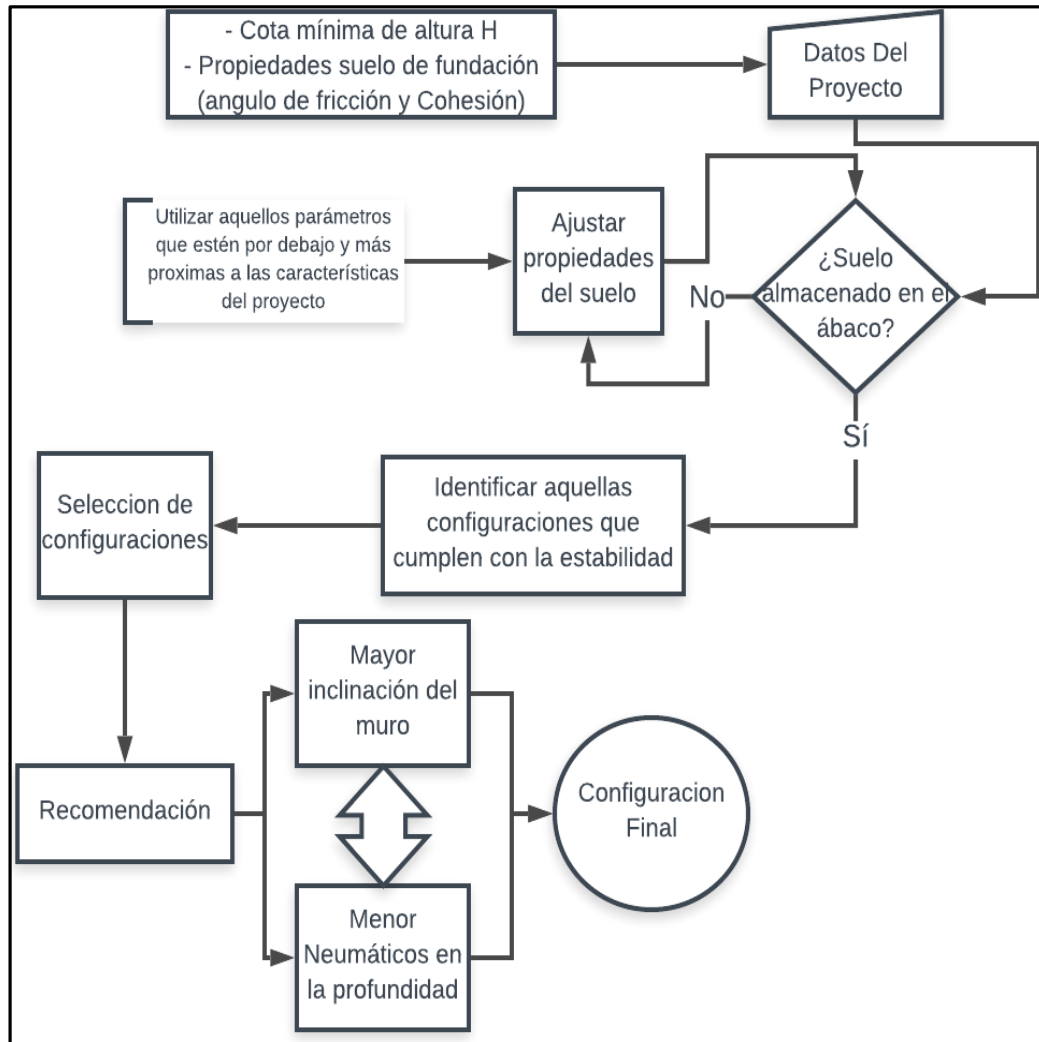 - Cota mínima de altura H
- Propiedades suelo de fundación
(angulo de fricción y Cohesión)
Datos Del
Proyecto
Utilizar aquellos parámetros
que estén por debajo y más
proximas a las características
del proyecto
Ajustar
propiedades
del suelo
No
¿Suelo
almacenado en el
ábaco?
Sí
Identificar aquellas
configuraciones que
cumplen con la estabilidad
Seleccion de
configuraciones
Recomendación
Mayor
inclinación del
muro
Menor
Neumáticos en
la profundidad
Configuracion
Final